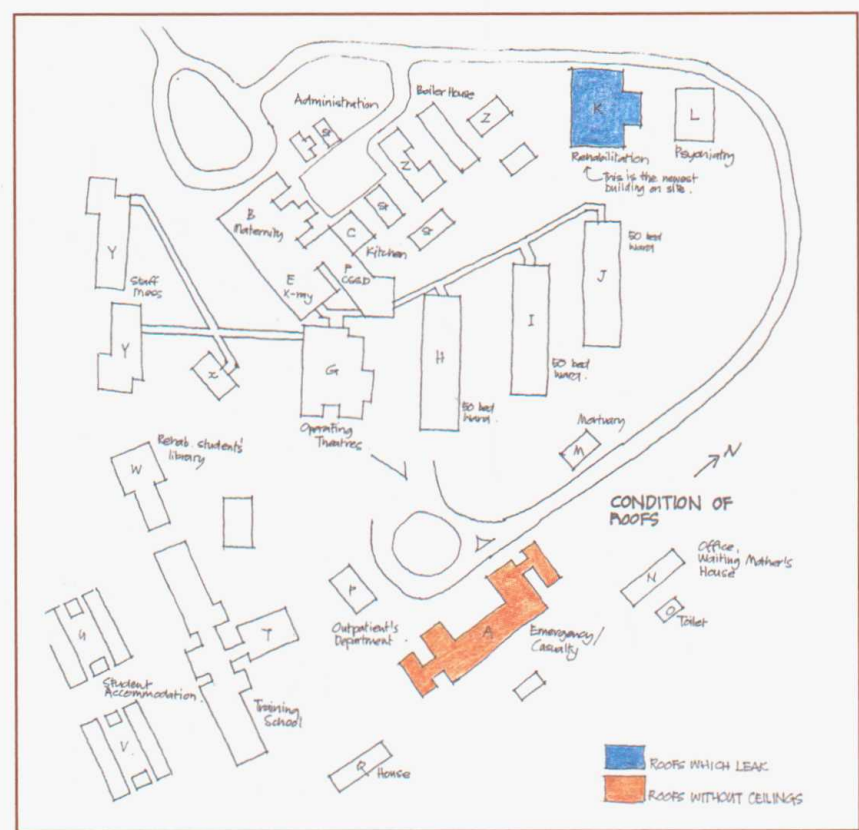 Administration
St
Boiler House
Z
Z
K
L
Rehabilitation
Psychiatry
This is the newest
building on site.
B
Maternity
St
C
Kitchen
St
Y
Staff
Mess
E
X-ray
F
CSSD
50 bed
ward
J
I
H
50 bed
ward.
50 bed
ward.
Y
G
Operating
Theatres
Mortuary
M
N
Rehab. students'
library
W
CONDITION OF
ROOFS
Office,
Waiting Mother's
House
N
O
Toilet
P
Outpatient's
Department.
A
Emergency/
Casualty
U
T
Student
Accommodation.
Training
School
V.
Q
House
ROOFS WHICH LEAK
ROOFS WITHOUT CEILINGS